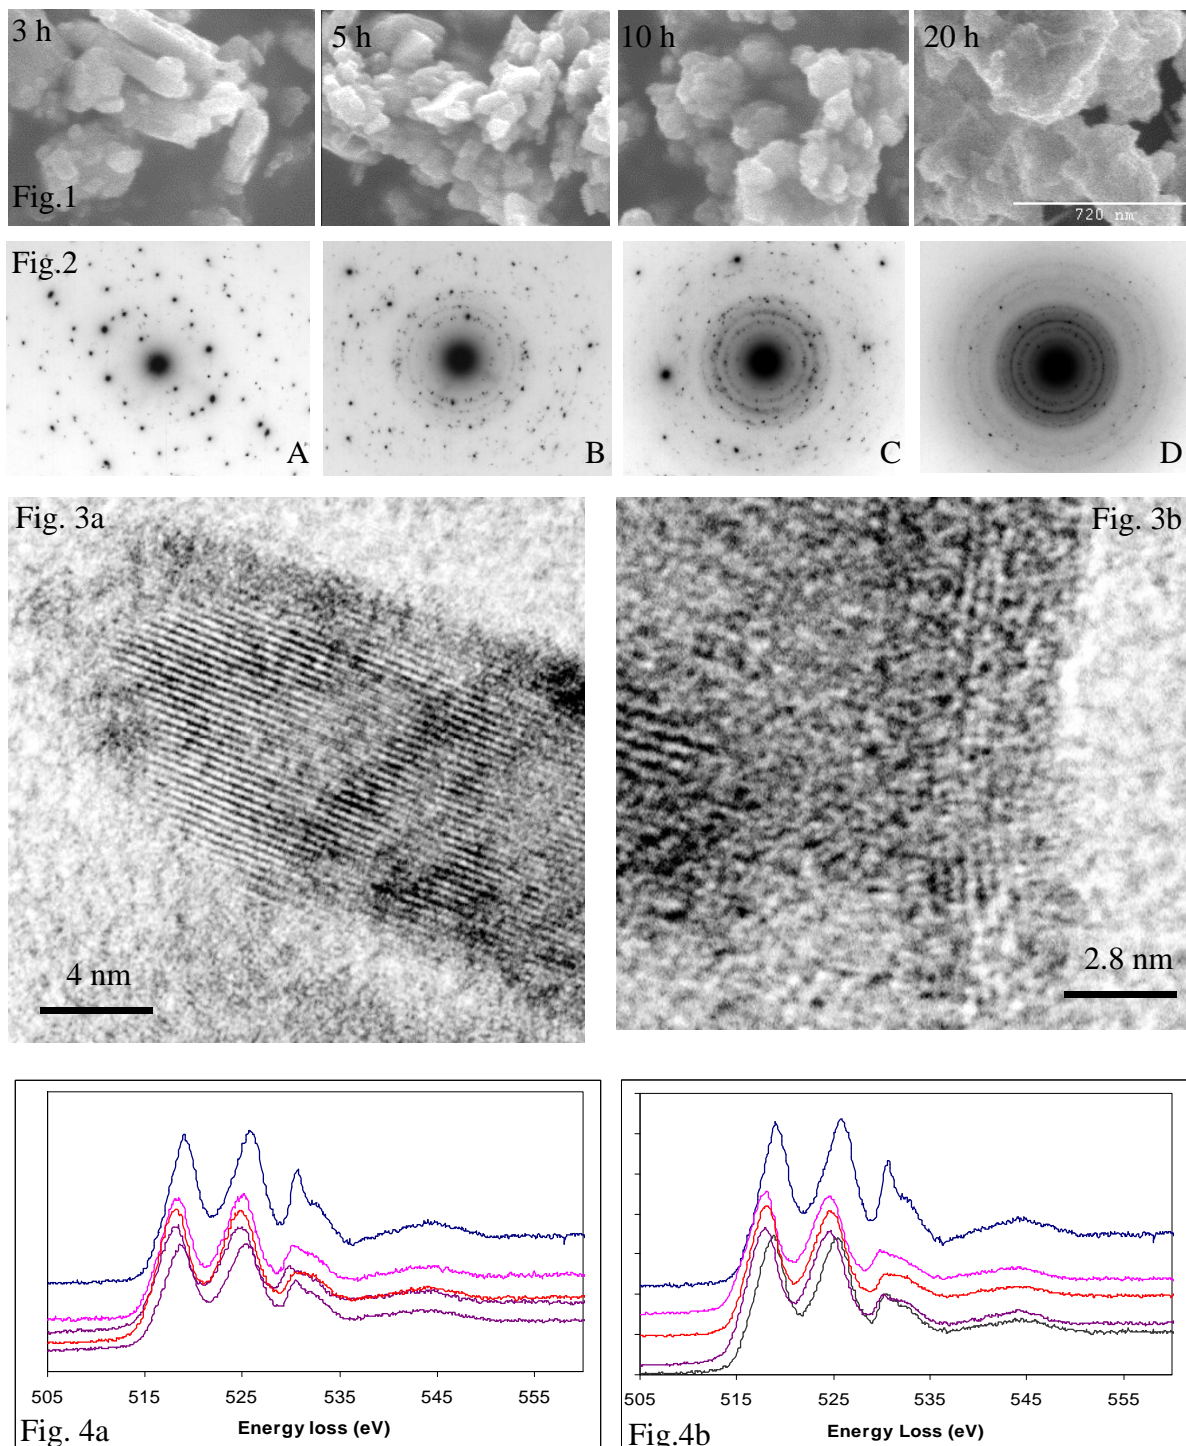 3 h
5 h
10 h
20 h
Fig.1
720 nm
Fig.2
A
B
C
D
Fig. 3a
Fig. 3b
4 nm
2.8 nm
505 515 525 535 545 555
Energy loss (eV)
Fig. 4a
505 515 525 535 545 555
Energy Loss (eV)
Fig.4b